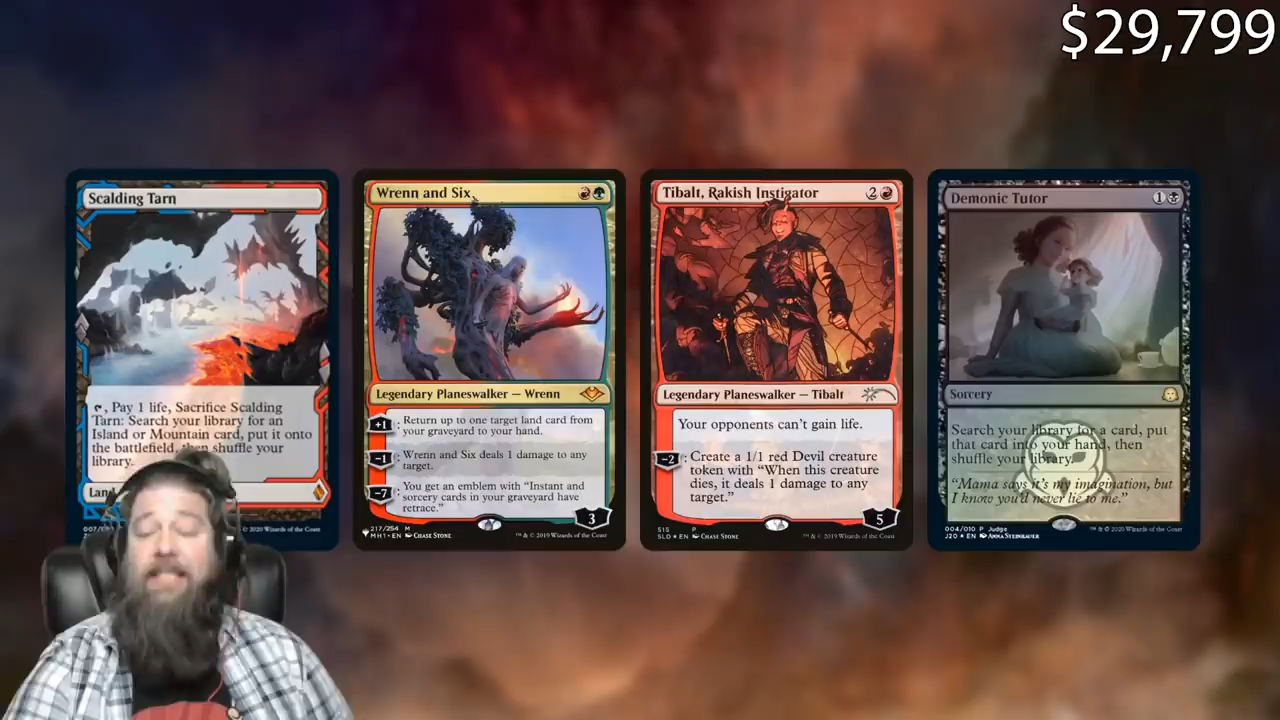 $29,799
Scalding Tarn
, Pay 1 life, Sacrifice Scalding
Tarn: Search your library for an
Island or Mountain card, put it onto
the battlefield, then shuffle your
library.
Land
© 2020 Wizards of the Coast
Wrenn and Six
Legendary Planeswalker — Wrenn
+1: Return up to one target land card from
your graveyard to your hand.
-1: Wrenn and Six deals 1 damage to any
target.
-7: You get an emblem with “Instant and
sorcery cards in your graveyard have
retrace.”
3
217/254 M
MH1 • EN CHASE STONE
™ & © 2019 Wizards of the Coast
Tibalt, Rakish Instigator
2
Legendary Planeswalker — Tibalt
Your opponents can’t gain life.
-2: Create a 1/1 red Devil creature
token with “When this creature
dies, it deals 1 damage to any
target.”
5
515 P
SLD ★ EN CHASE STONE
™ & © 2019 Wizards of the Coast
Demonic Tutor
1
Sorcery
Search your library for a card, put
that card into your hand, then
shuffle your library.
“Mama says it’s my imagination, but
I know you’d never lie to me.”
004/010 P Judge
J20 ★ EN ANNA STEINBAUER
™ & © 2020 Wizards of the Coast